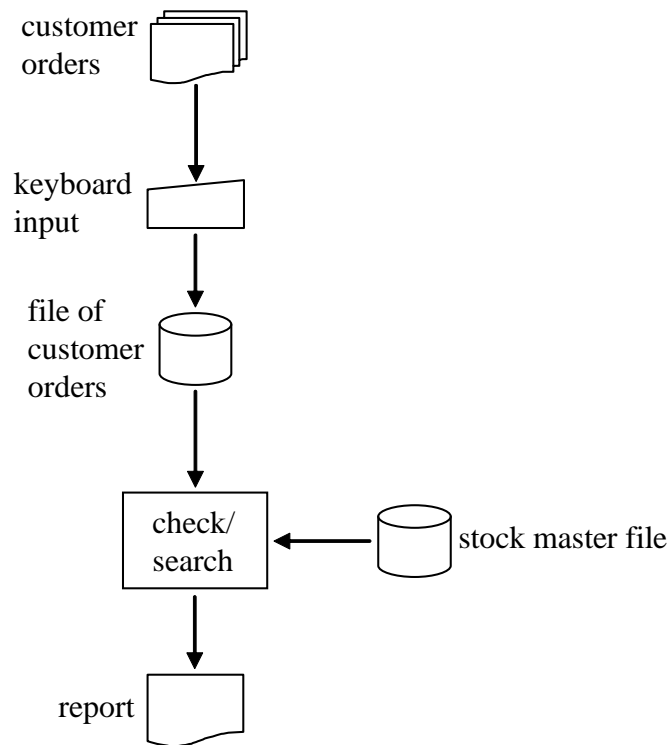 customer
orders
keyboard
input
file of
customer
orders
check/
search
stock master file
report